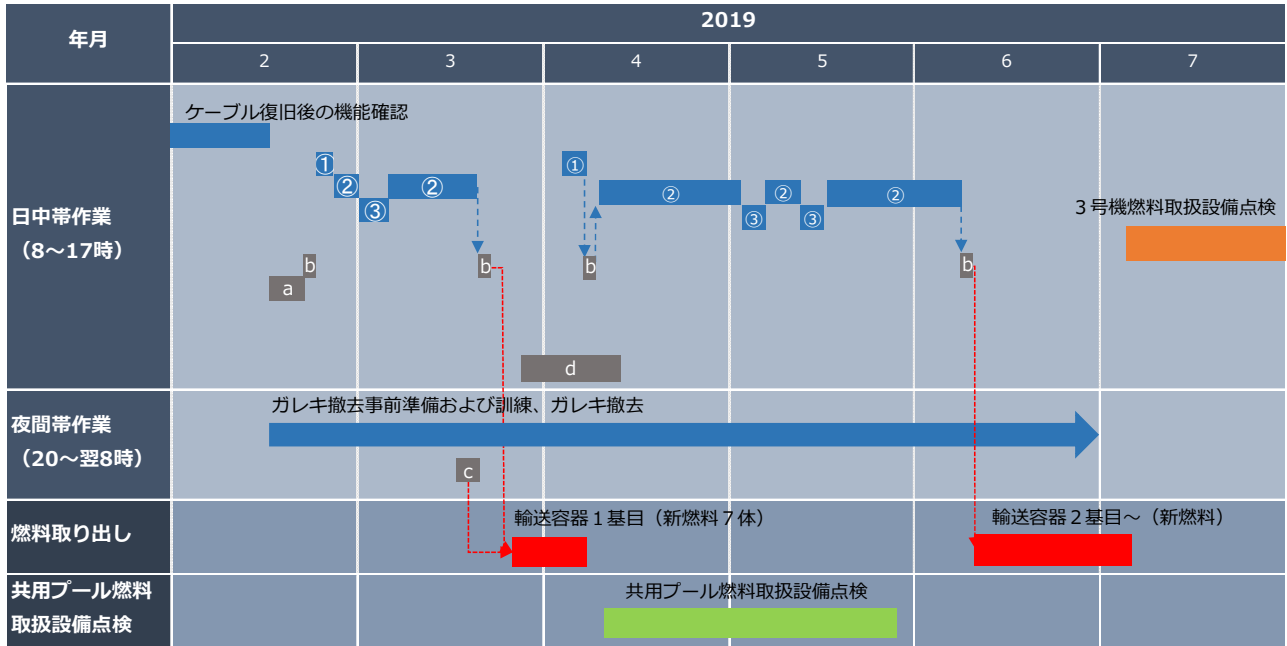 年月
2019
2
3
4
5
6
7
日中帯作業
（8～17時）
ケーブル復旧後の機能確認
①
②
③
②
b
a
b
①
b
②
③
②
③
②
b
d
３号機燃料取扱設備点検
夜間帯作業
（20～翌8時）
ガレキ撤去事前準備および訓練、ガレキ撤去
c
燃料取り出し
輸送容器１基目（新燃料７体）
輸送容器２基目～（新燃料）
共用プール燃料
取扱設備点検
共用プール燃料取扱設備点検